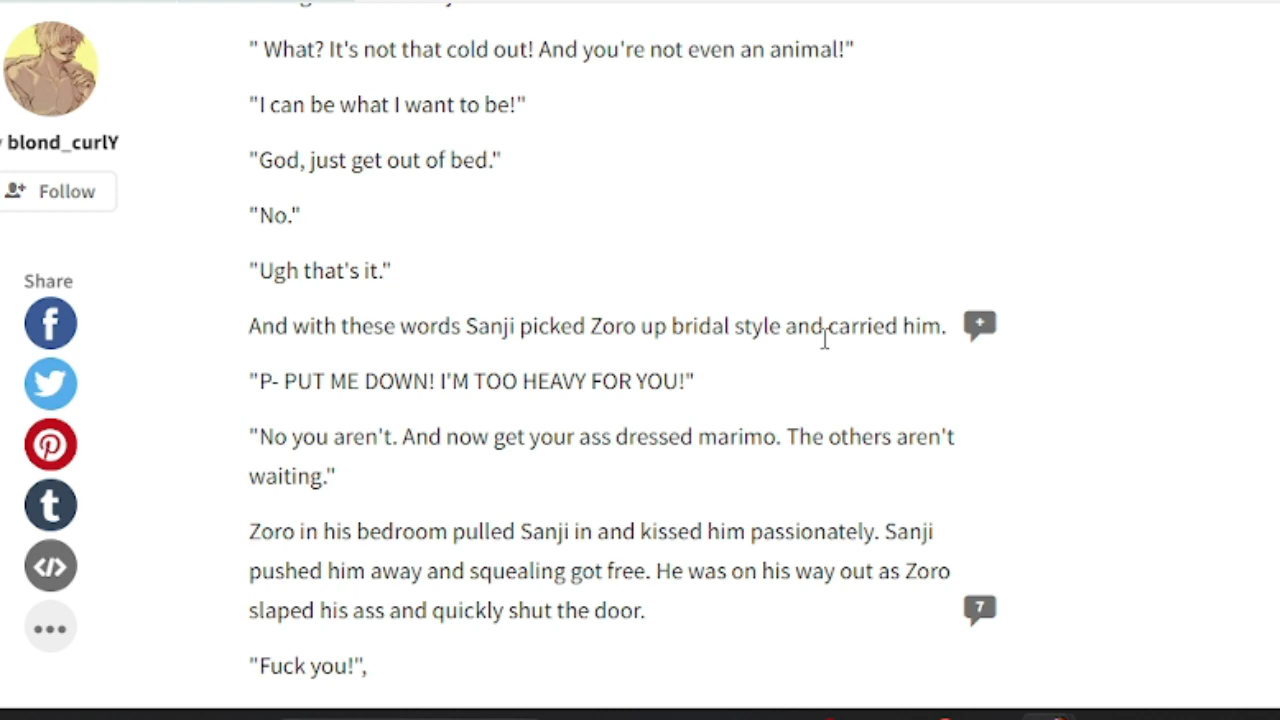 " What? It's not that cold out! And you're not even an animal!"
blond_curlY
"I can be what I want to be!"
"God, just get out of bed."
Follow
"No."
"Ugh that's it."
Share
And with these words Sanji picked Zoro up bridal style and carried him.
+
"P- PUT ME DOWN! I'M TOO HEAVY FOR YOU!"
"No you aren't. And now get your ass dressed marimo. The others aren't
waiting."
Zoro in his bedroom pulled Sanji in and kissed him passionately. Sanji
pushed him away and squealing got free. He was on his way out as Zoro
slaped his ass and quickly shut the door.
7
"Fuck you!",